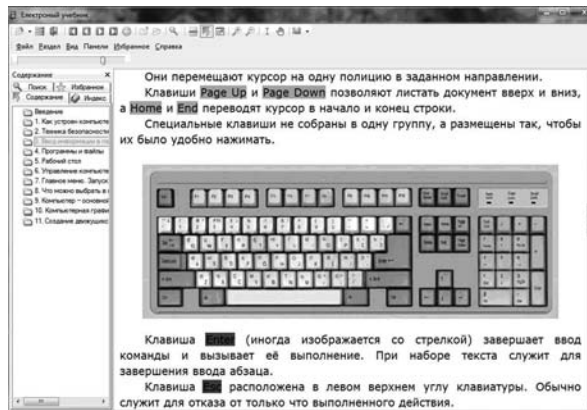 Електронный учебник
Файл Раздел Вид Панели Избранное Справка
Содержание
Поиск Избранное
Содержание Индекс
Введение
1. Как устроен компьюте
2. Техника безопасности
3. Ввод информации в па
4. Программы и файлы
5. Рабочий стол
6. Управление компьюте
7. Главное меню. Запуск
8. Что можно выбрать в
9. Компьютер – основной
10. Компьютерная графи
11. Создание движущихс
Они перемещают курсор на одну полицию в заданном направлении.
Клавиши Page Up и Page Down позволяют листать документ вверх и вниз,
а Home и End переводят курсор в начало и конец строки.
Специальные клавиши не собраны в одну группу, а размещены так, чтобы
их было удобно нажимать.
Клавиша Enter (иногда изображается со стрелкой) завершает ввод
команды и вызывает её выполнение. При наборе текста служит для
завершения ввода абзаца.
Клавиша Esc расположена в левом верхнем углу клавиатуры. Обычно
служит для отказа от только что выполненного действия.